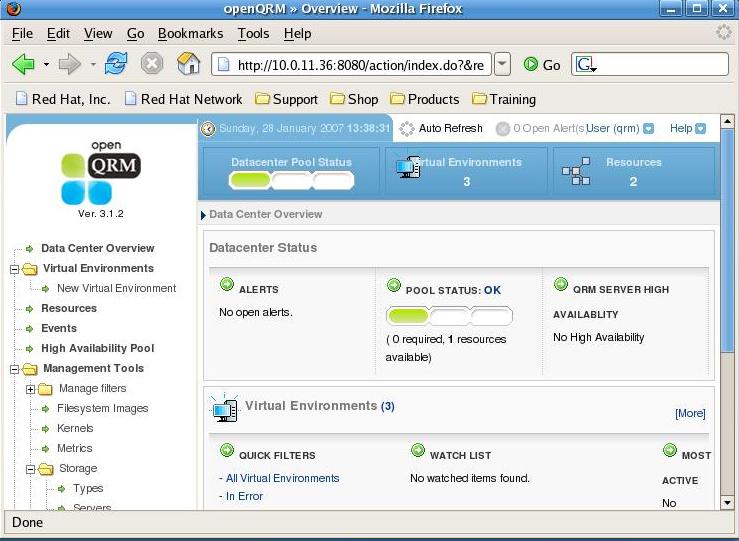 openQRM » Overview - Mozilla Firefox
File Edit View Go Bookmarks Tools Help
http://10.0.11.36:8080/action/index.do?&re Go G
Red Hat, Inc. Red Hat Network Support Shop Products Training
Sunday, 28 January 2007 13:38:31 Auto Refresh 0 Open Alert(s) User (qrm) Help
open
QRM
Ver. 3.1.2
Datacenter Pool Status
Virtual Environments
3
Resources
2
Data Center Overview
Virtual Environments
New Virtual Environment
Resources
Events
High Availability Pool
Management Tools
Manage filters
Filesystem Images
Kernels
Metrics
Storage
Types
Servers
Data Center Overview
Datacenter Status
ALERTS
No open alerts.
POOL STATUS: OK
( 0 required, 1 resources
available)
QRM SERVER HIGH
AVAILABLITY
No High Availability
Virtual Environments (3)
[More]
QUICK FILTERS
- All Virtual Environments
- In Error
WATCH LIST
No watched items found.
MOST
ACTIVE
No
Done